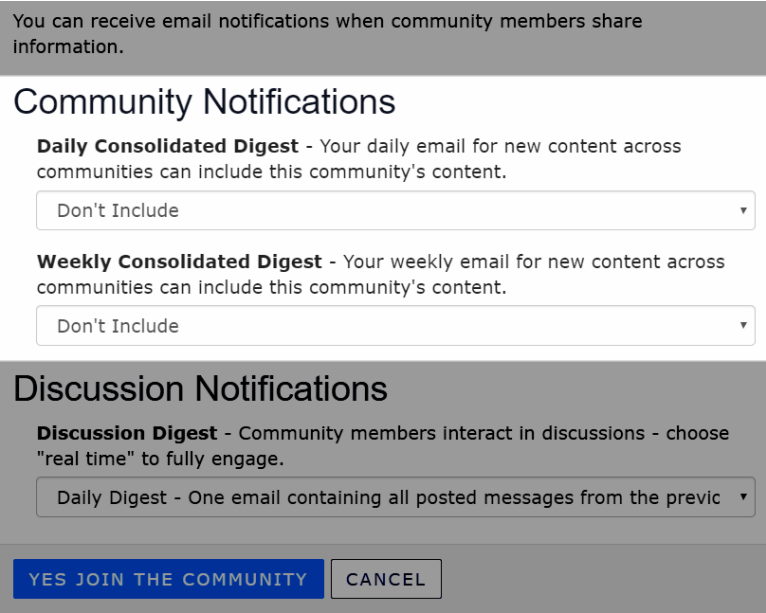 You can receive email notifications when community members share
information.
Community Notifications
Daily Consolidated Digest - Your daily email for new content across
communities can include this community's content.
Don't Include
Weekly Consolidated Digest - Your weekly email for new content across
communities can include this community's content.
Don't Include
Discussion Notifications
Discussion Digest - Community members interact in discussions - choose
"real time" to fully engage.
Daily Digest - One email containing all posted messages from the previc
YES JOIN THE COMMUNITY
CANCEL